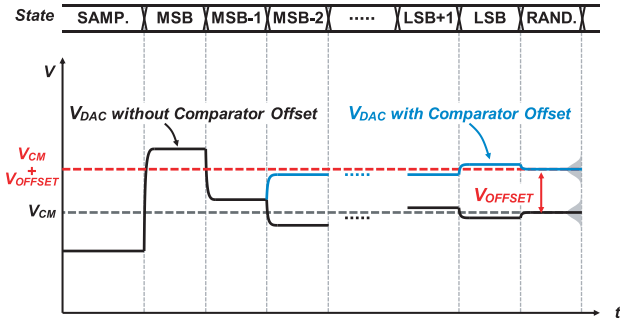 State SAMP. MSB MSB-1 MSB-2 ····· LSB+1 LSB RAND.
V
VDAC without Comparator Offset
VDAC with Comparator Offset
VCM
+
VOFFSET
·····
VOFFSET
VCM
·····
t